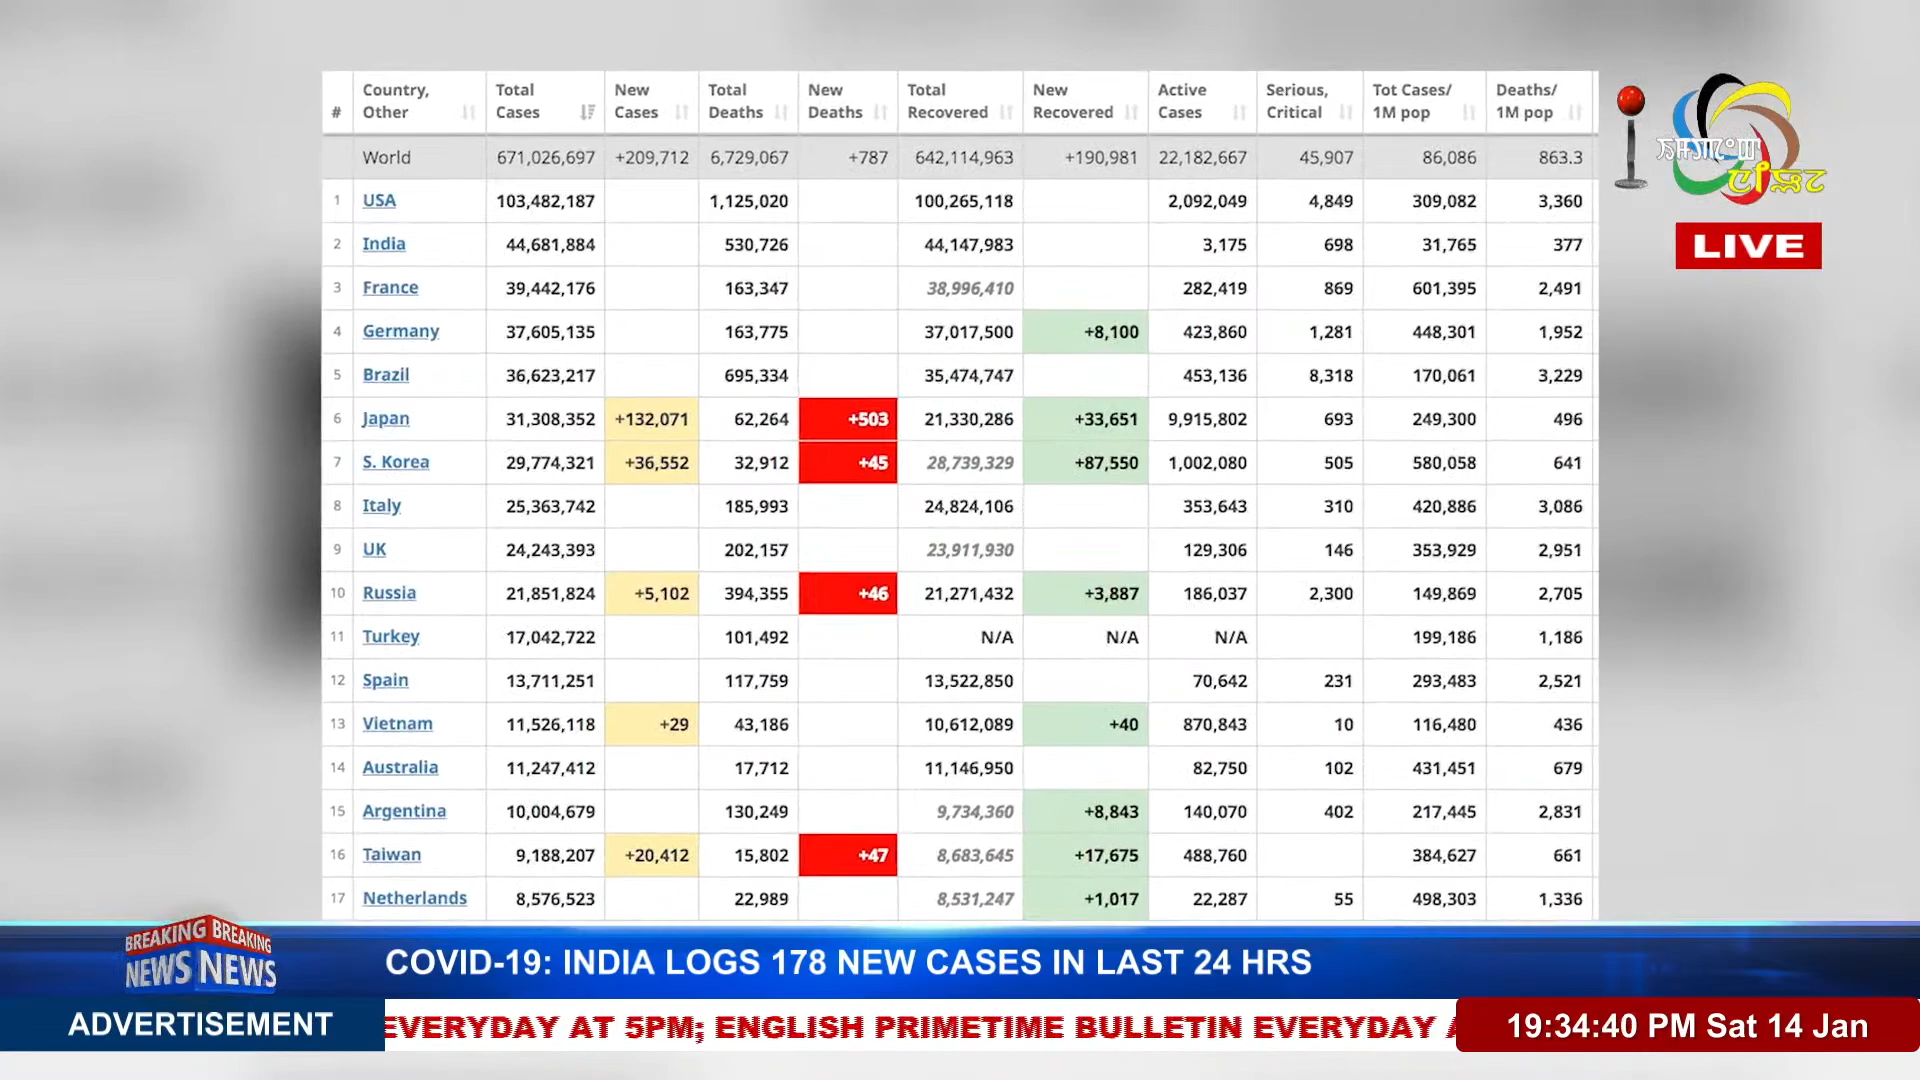 # Country, Other Total Cases New Cases Total Deaths New Deaths Total Recovered New Recovered Active Cases Serious, Critical Tot Cases/ 1M pop Deaths/ 1M pop
World 671,026,697 +209,712 6,729,067 +787 642,114,963 +190,981 22,182,667 45,907 86,086 863.3
1 USA 103,482,187 1,125,020 100,265,118 2,092,049 4,849 309,082 3,360
2 India 44,681,884 530,726 44,147,983 3,175 698 31,765 377
3 France 39,442,176 163,347 38,996,410 282,419 869 601,395 2,491
4 Germany 37,605,135 163,775 37,017,500 +8,100 423,860 1,281 448,301 1,952
5 Brazil 36,623,217 695,334 35,474,747 453,136 8,318 170,061 3,229
6 Japan 31,308,352 +132,071 62,264 +503 21,330,286 +33,651 9,915,802 693 249,300 496
7 S. Korea 29,774,321 +36,552 32,912 +45 28,739,329 +87,550 1,002,080 505 580,058 641
8 Italy 25,363,742 185,993 24,824,106 353,643 310 420,886 3,086
9 UK 24,243,393 202,157 23,911,930 129,306 146 353,929 2,951
10 Russia 21,851,824 +5,102 394,355 +46 21,271,432 +3,887 186,037 2,300 149,869 2,705
11 Turkey 17,042,722 101,492 N/A N/A N/A 199,186 1,186
12 Spain 13,711,251 117,759 13,522,850 70,642 231 293,483 2,521
13 Vietnam 11,526,118 +29 43,186 10,612,089 +40 870,843 10 116,480 436
14 Australia 11,247,412 17,712 11,146,950 82,750 102 431,451 679
15 Argentina 10,004,679 130,249 9,734,360 +8,843 140,070 402 217,445 2,831
16 Taiwan 9,188,207 +20,412 15,802 +47 8,683,645 +17,675 488,760 384,627 661
17 Netherlands 8,576,523 22,989 8,531,247 +1,017 22,287 55 498,303 1,336
LIVE
BREAKING BREAKING
NEWS NEWS
COVID-19: INDIA LOGS 178 NEW CASES IN LAST 24 HRS
ADVERTISEMENT
EVERYDAY AT 5PM; ENGLISH PRIMETIME BULLETIN EVERYDAY
19:34:40 PM Sat 14 Jan